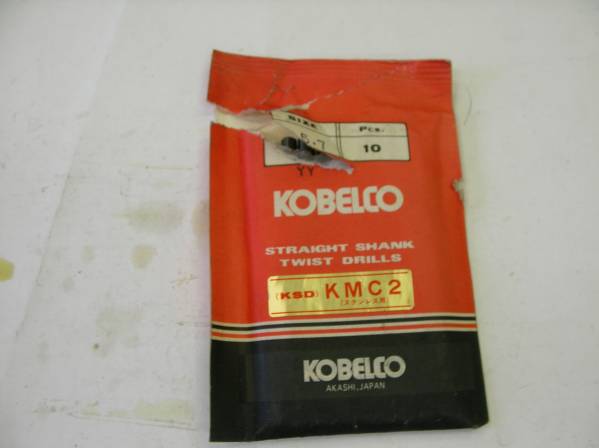 SIZE Pcs.
10
YY
KOBELCO
STRAIGHT SHANK
TWIST DRILLS
(KSD) KMC2
(ステンレス用)
KOBELCO
AKASHI, JAPAN